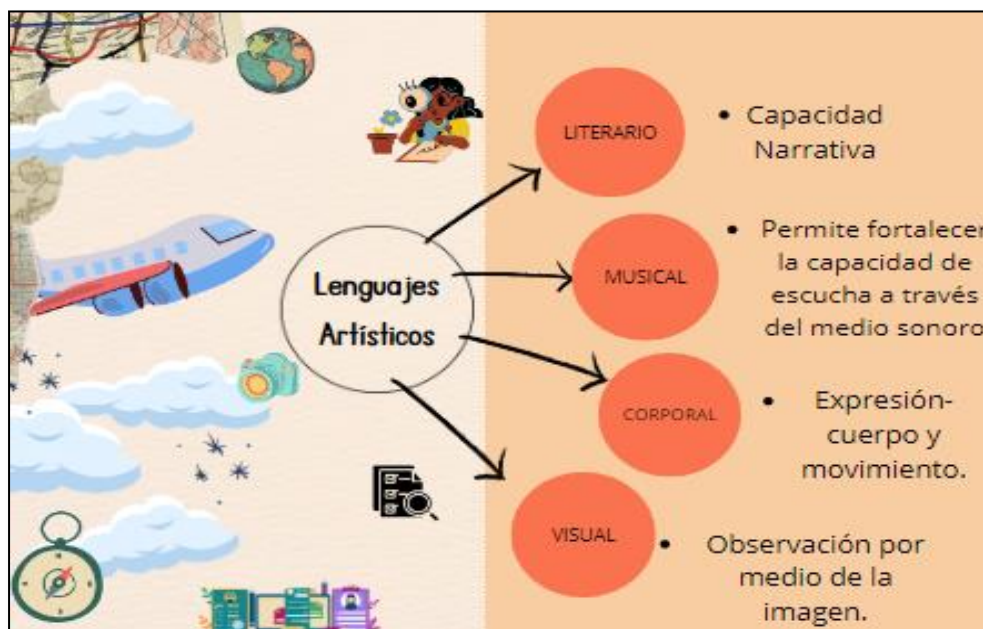 Lenguajes
Artísticos
LITERARIO
• Capacidad
Narrativa
MUSICAL
• Permite fortalecer
la capacidad de
escucha a través
del medio sororo
CORPORAL
• Expresión-
cuerpo y
movimiento.
VISUAL
• Observación por
medio de la
imagen.